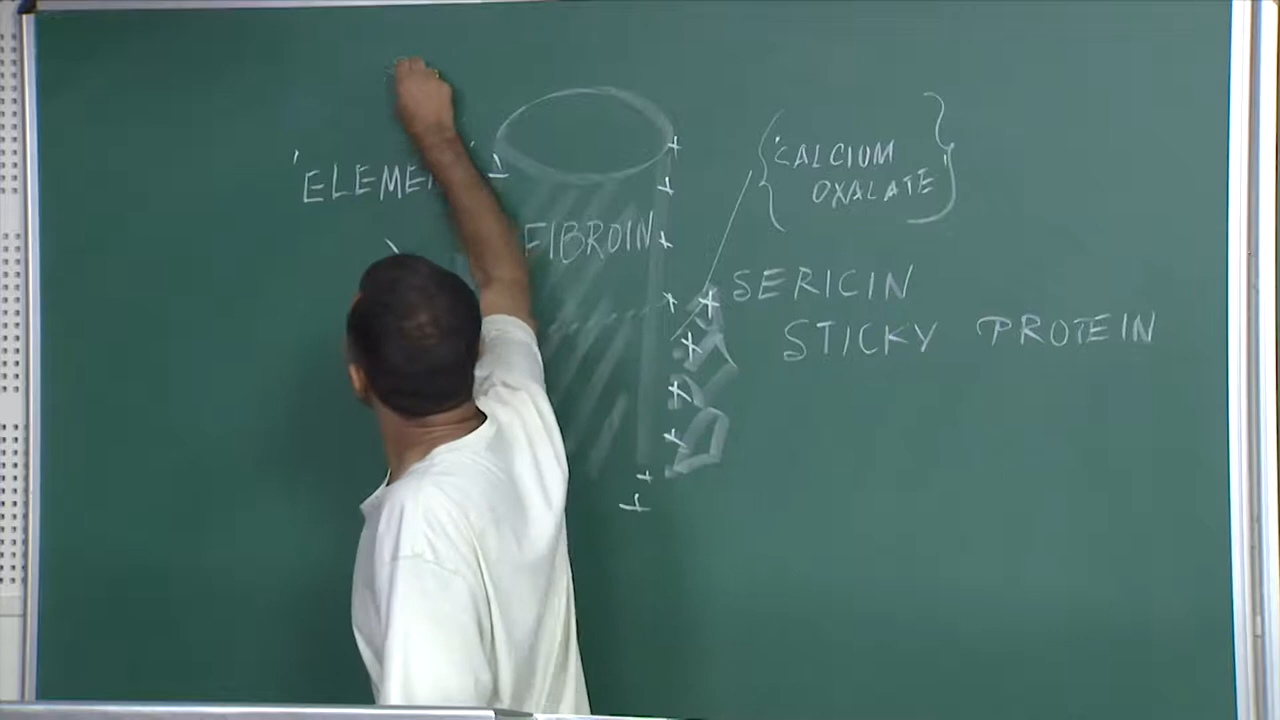 'CALCIUM
OXALATE'
FIBROIN
SERICIN
STICKY PROTEIN